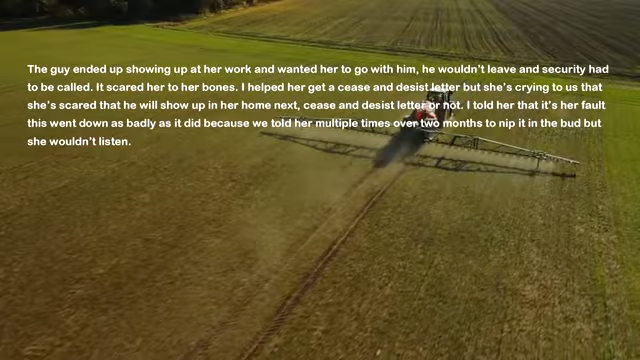 The guy ended up showing up at her work and wanted her to go with him, he wouldn't leave and security had
to be called. It scared her to her bones. I helped her get a cease and desist letter but she's crying to us that
she's scared that he will show up in her home next, cease and desist letter or not. I told her that it's her fault
this went down as badly as it did because we told her multiple times over two months to nip it in the bud but
she wouldn't listen.